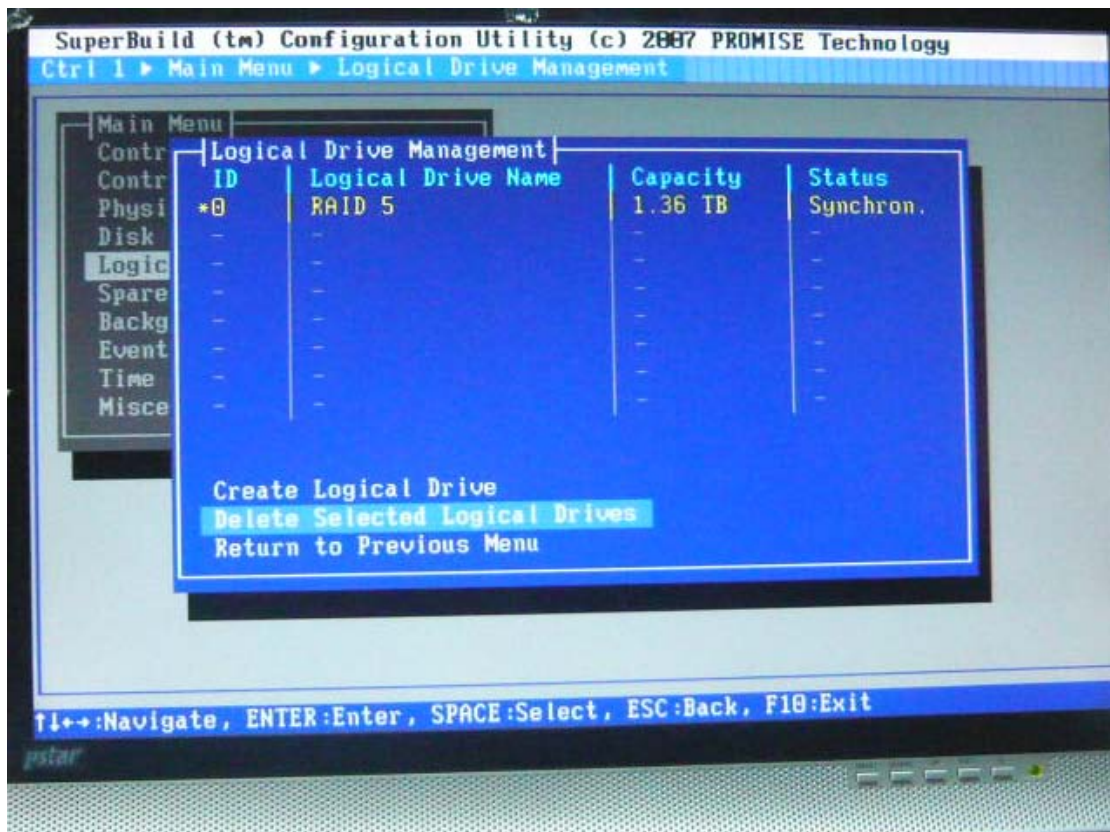 SuperBuild (tm) Configuration Utility (c) 2007 PROMISE Technology
Ctrl 1 ► Main Menu ► Logical Drive Management
Main Menu
Contr
Contr
Physi
Disk
Logic
Spare
Backg
Event
Time
Misce
Logical Drive Management
ID | Logical Drive Name | Capacity | Status
*0 | RAID 5 | 1.36 TB | Synchron.
- - - -
- - - -
- - - -
- - - -
- - - -
- - - -
- - - -
Create Logical Drive
Delete Selected Logical Drives
Return to Previous Menu
↑↓←→:Navigate, ENTER:Enter, SPACE:Select, ESC:Back, F10:Exit